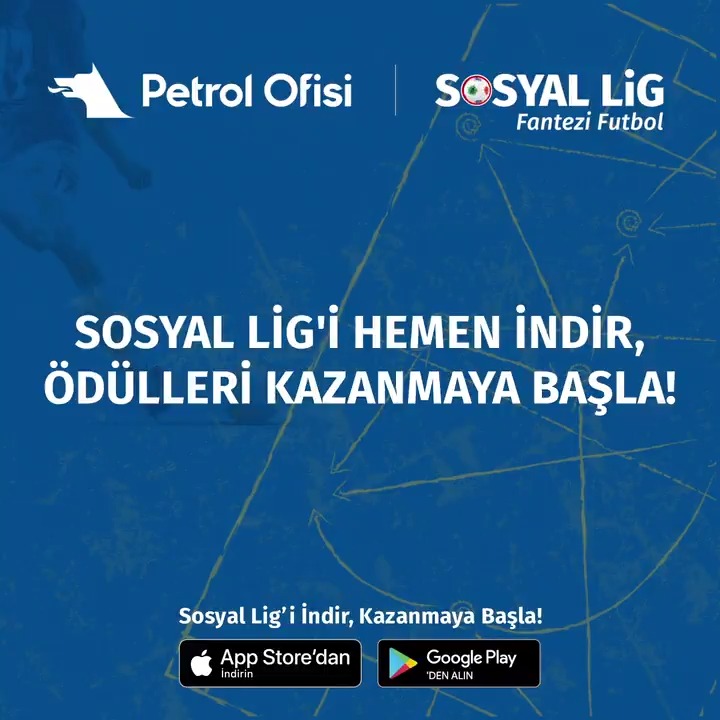 Petrol Ofisi
SOSYAL LiG
Fantezi Futbol
SOSYAL LİG'İ HEMEN İNDİR,
ÖDÜLLERİ KAZANMAYA BAŞLA!
Sosyal Lig’i İndir, Kazanmaya Başla!
App Store’dan
İndirin
Google Play
'DEN ALIN